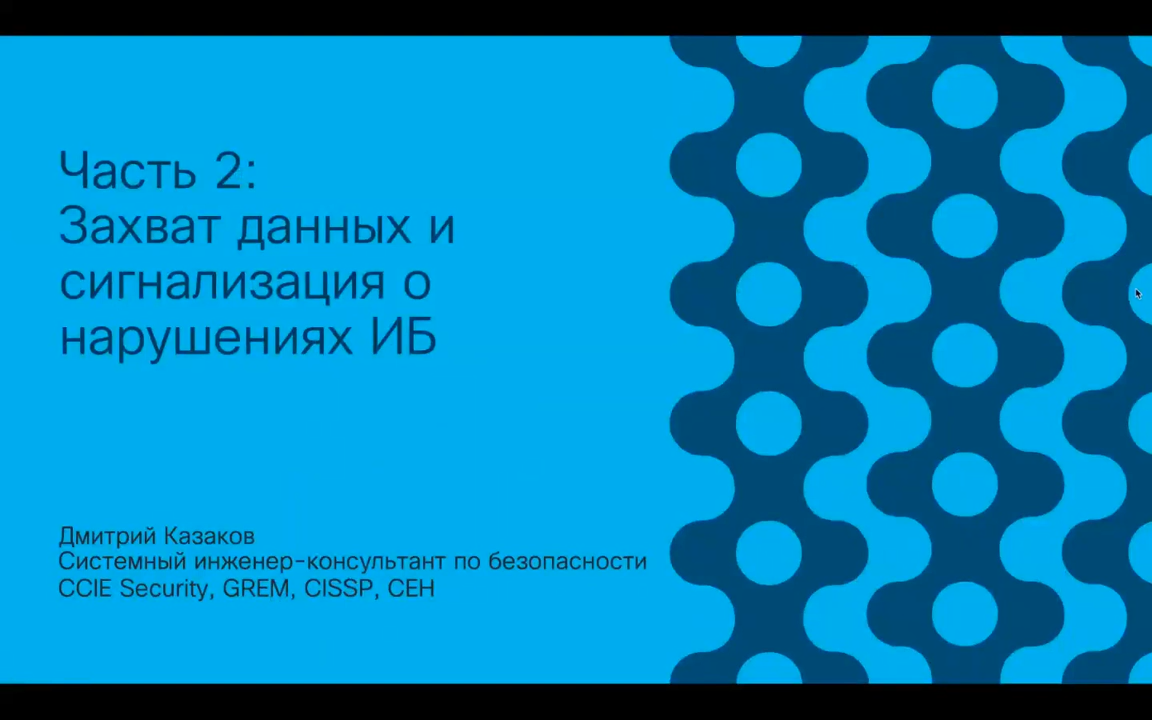 Часть 2:
Захват данных и
сигнализация о
нарушениях ИБ
Дмитрий Казаков
Системный инженер-консультант по безопасности
CCIE Security, GREM, CISSP, CEH